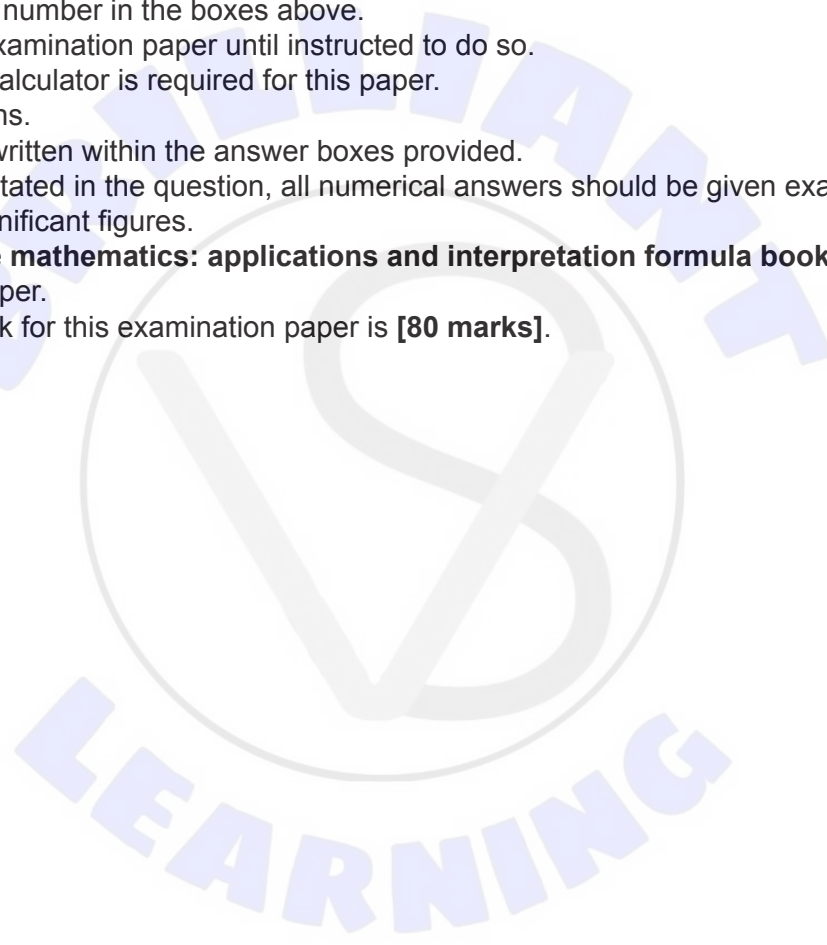 number in the boxes above.
xamination paper until instructed to do so.
alculator is required for this paper.
ns.
written within the answer boxes provided.
tated in the question, all numerical answers should be given exa
nificant figures.
e mathematics: applications and interpretation formula book
per.
k for this examination paper is [80 marks].
BRILLIANT
VS
LEARNING